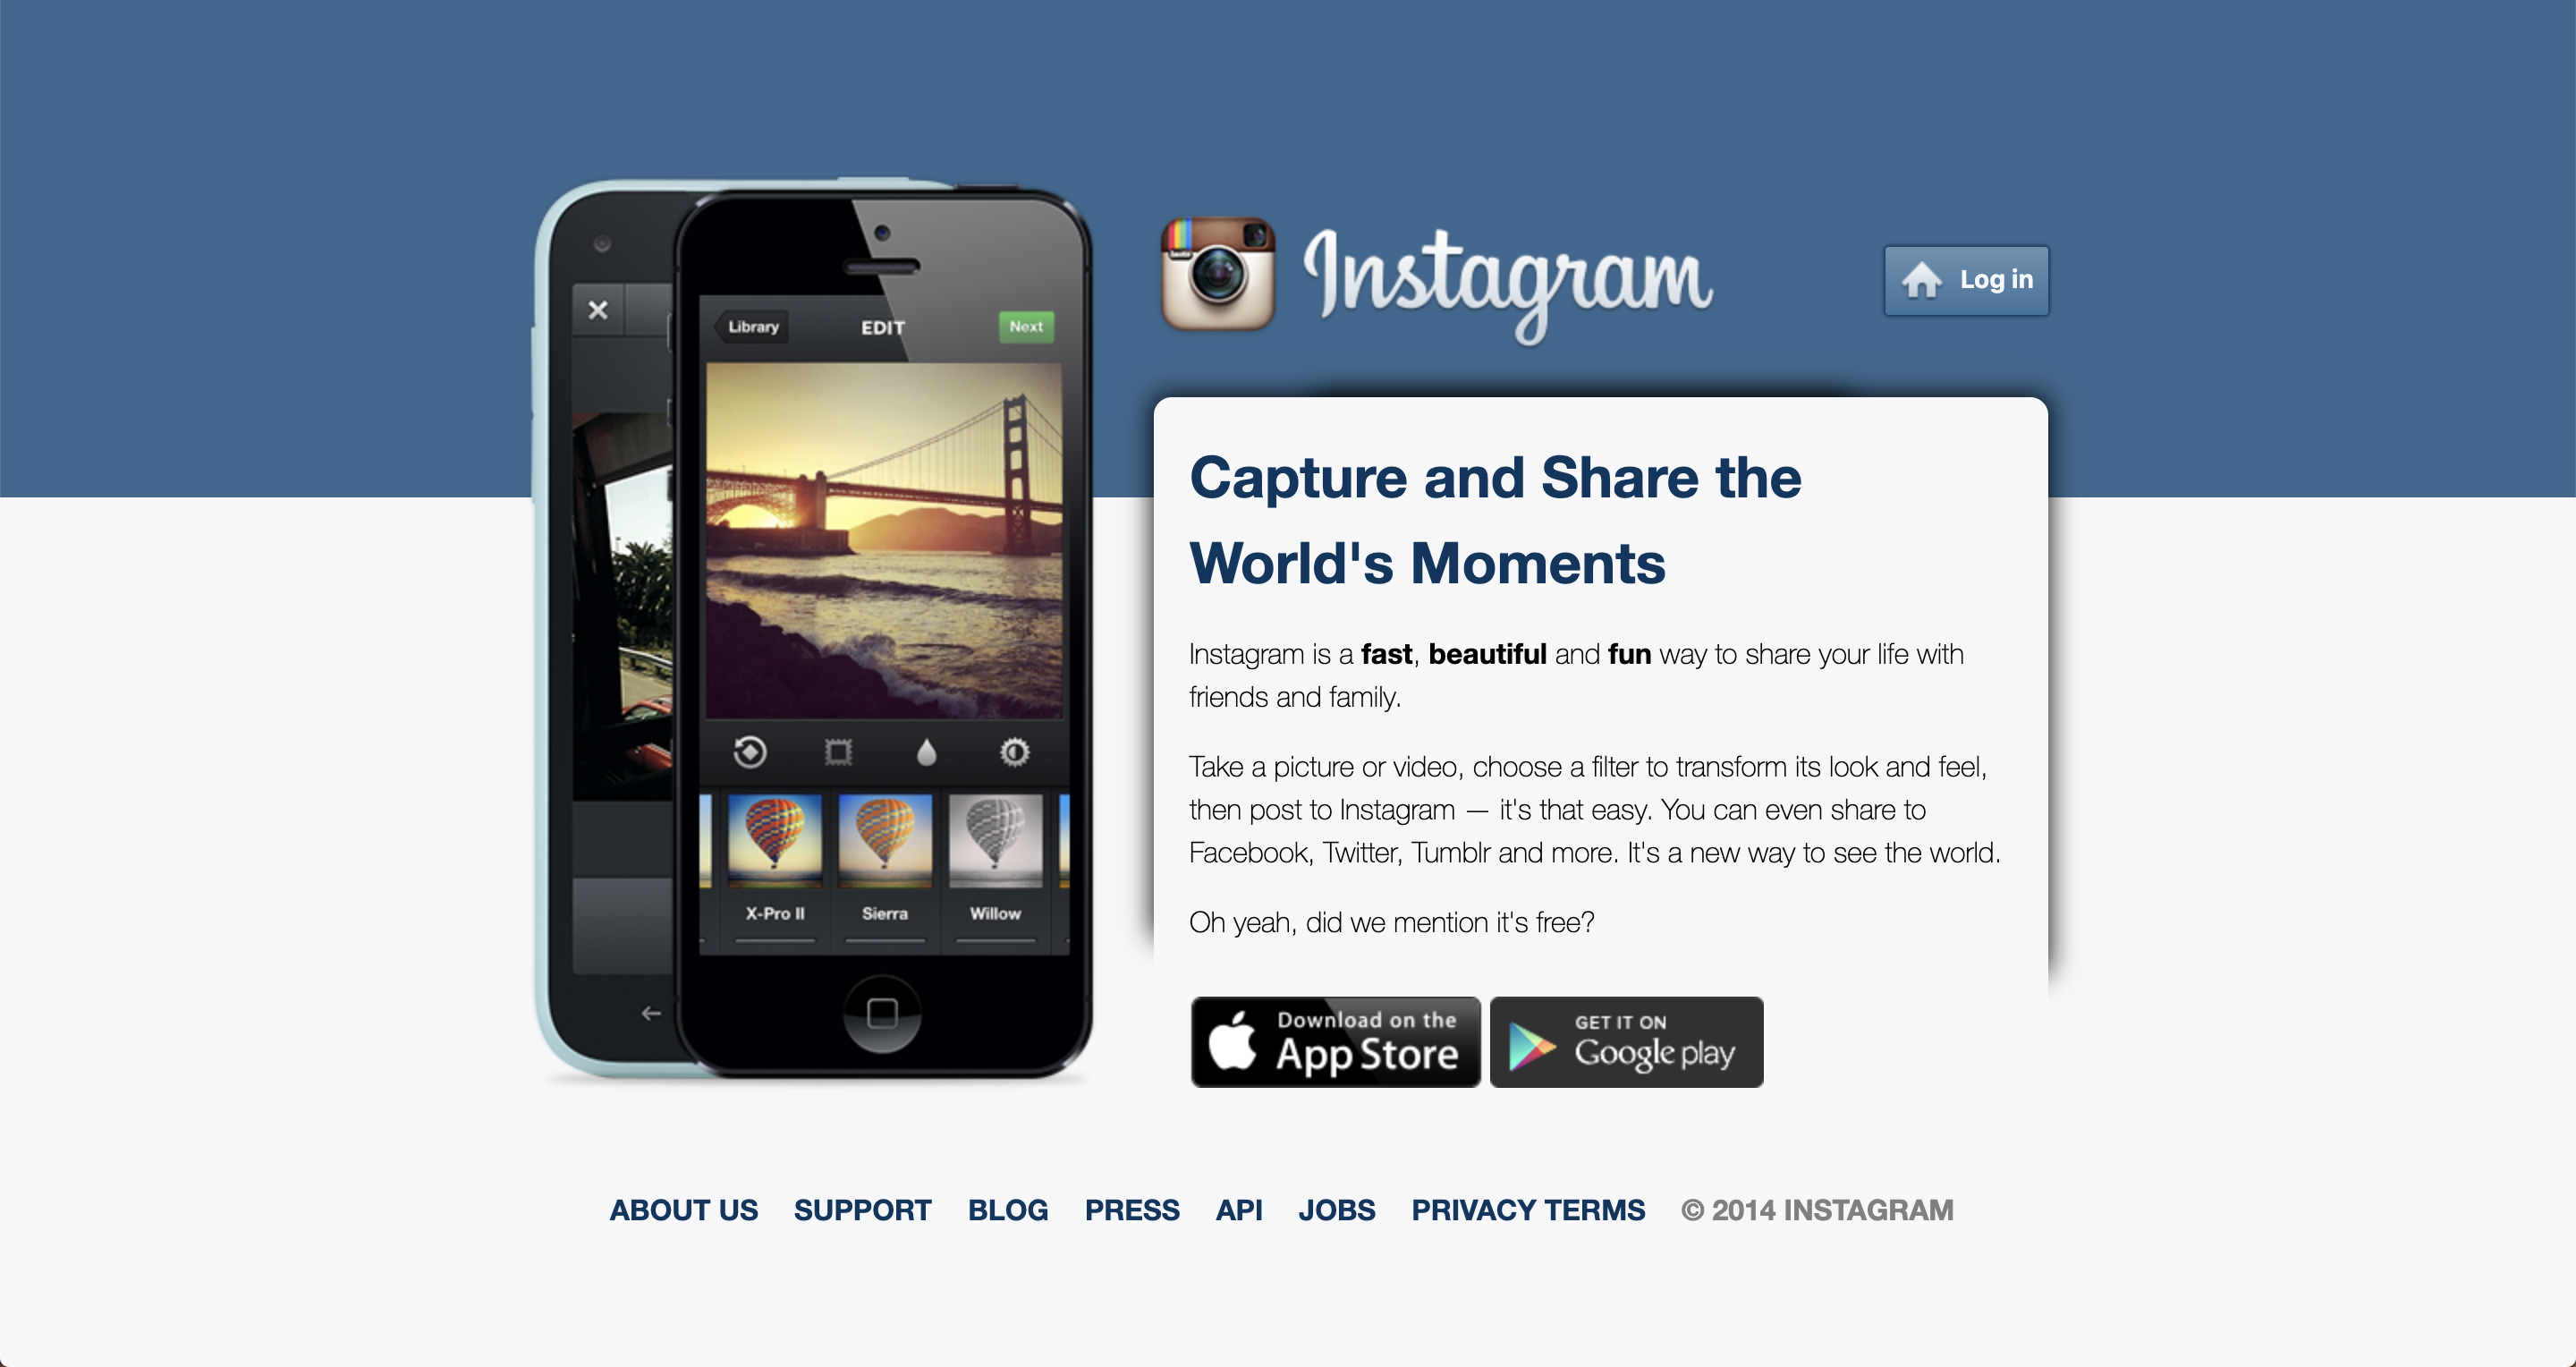 Library
EDIT
Next
X-Pro II
Sierra
Willow
Instagram
Log in
Capture and Share the
World's Moments
Instagram is a fast, beautiful and fun way to share your life with
friends and family.
Take a picture or video, choose a filter to transform its look and feel,
then post to Instagram — it's that easy. You can even share to
Facebook, Twitter, Tumblr and more. It's a new way to see the world.
Oh yeah, did we mention it's free?
Download on the
App Store
GET IT ON
Google play
ABOUT US SUPPORT BLOG PRESS API JOBS PRIVACY TERMS © 2014 INSTAGRAM